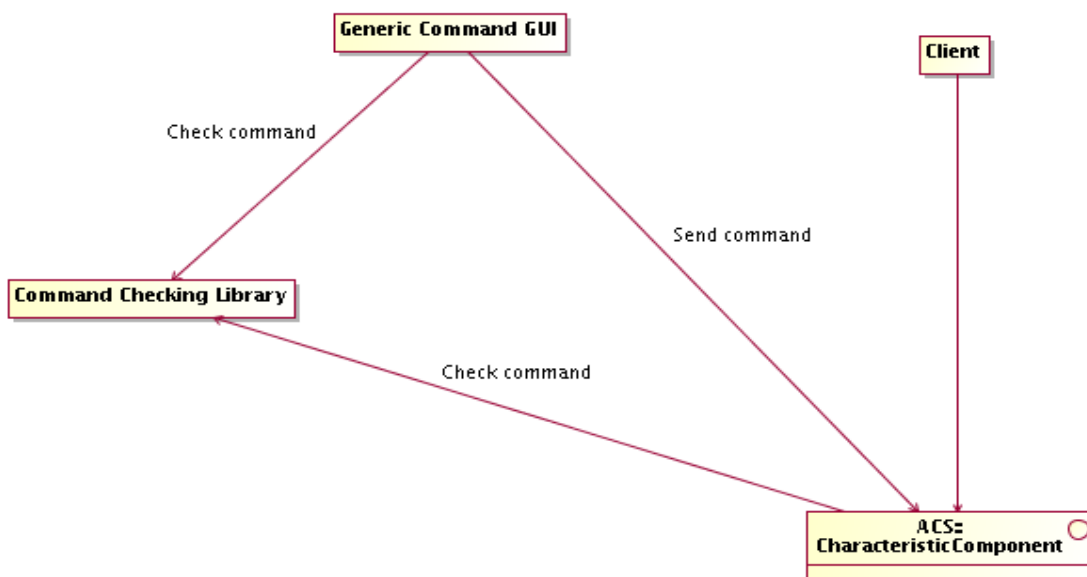 Generic Command GUI
Client
Check command
Send command
Command Checking Library
Check command
ACS=
CharacteristicComponent